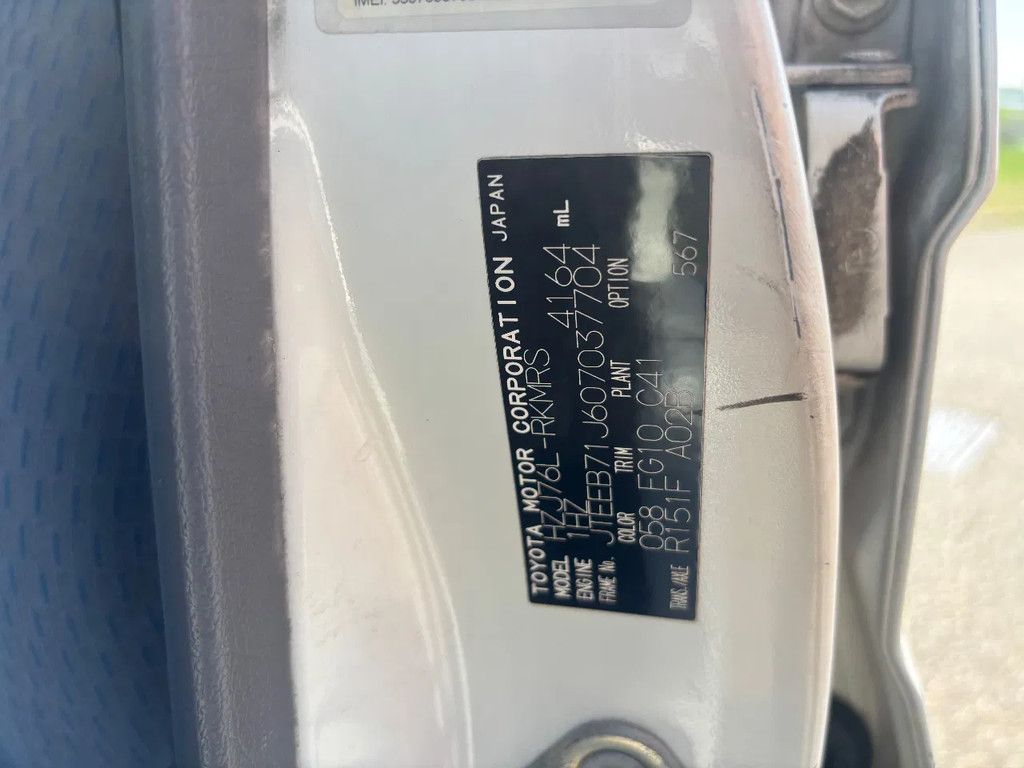 TOYOTA MOTOR CORPORATION JAPAN
MODEL HZJ76L-RKMRS
ENGINE 1HZ 4164 mL
FRAME No. JTEEB71J607037704
COLOR TRIM PLANT OPTION
058 FG10 C41
TRANS./AXLE R151F A02B 567